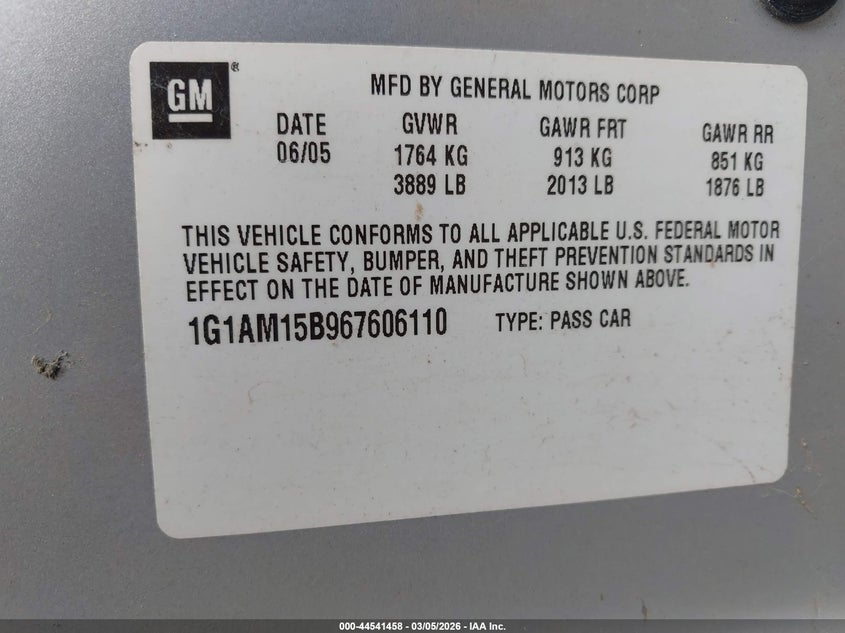 GM®
MFD BY GENERAL MOTORS CORP
DATE GVWR GAWR FRT GAWR RR
06/05 1764 KG 913 KG 851 KG
3889 LB 2013 LB 1876 LB
THIS VEHICLE CONFORMS TO ALL APPLICABLE U.S. FEDERAL MOTOR
VEHICLE SAFETY, BUMPER, AND THEFT PREVENTION STANDARDS IN
EFFECT ON THE DATE OF MANUFACTURE SHOWN ABOVE.
1G1AM15B967606110 TYPE: PASS CAR
000-44541458 - 03/05/2026 - IAA Inc.